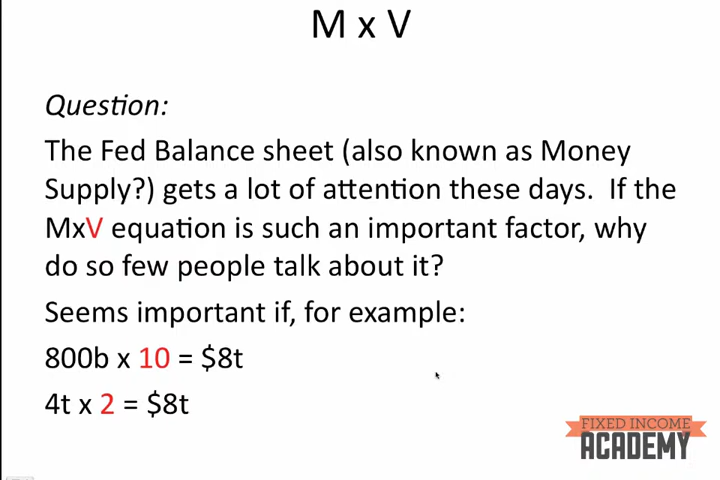 M x V
Question:
The Fed Balance sheet (also known as Money
Supply?) gets a lot of attention these days.  If the
MxV equation is such an important factor, why
do so few people talk about it?
Seems important if, for example:
800b x 10 = $8t
4t x 2 = $8t
FIXED INCOME
ACADEMY